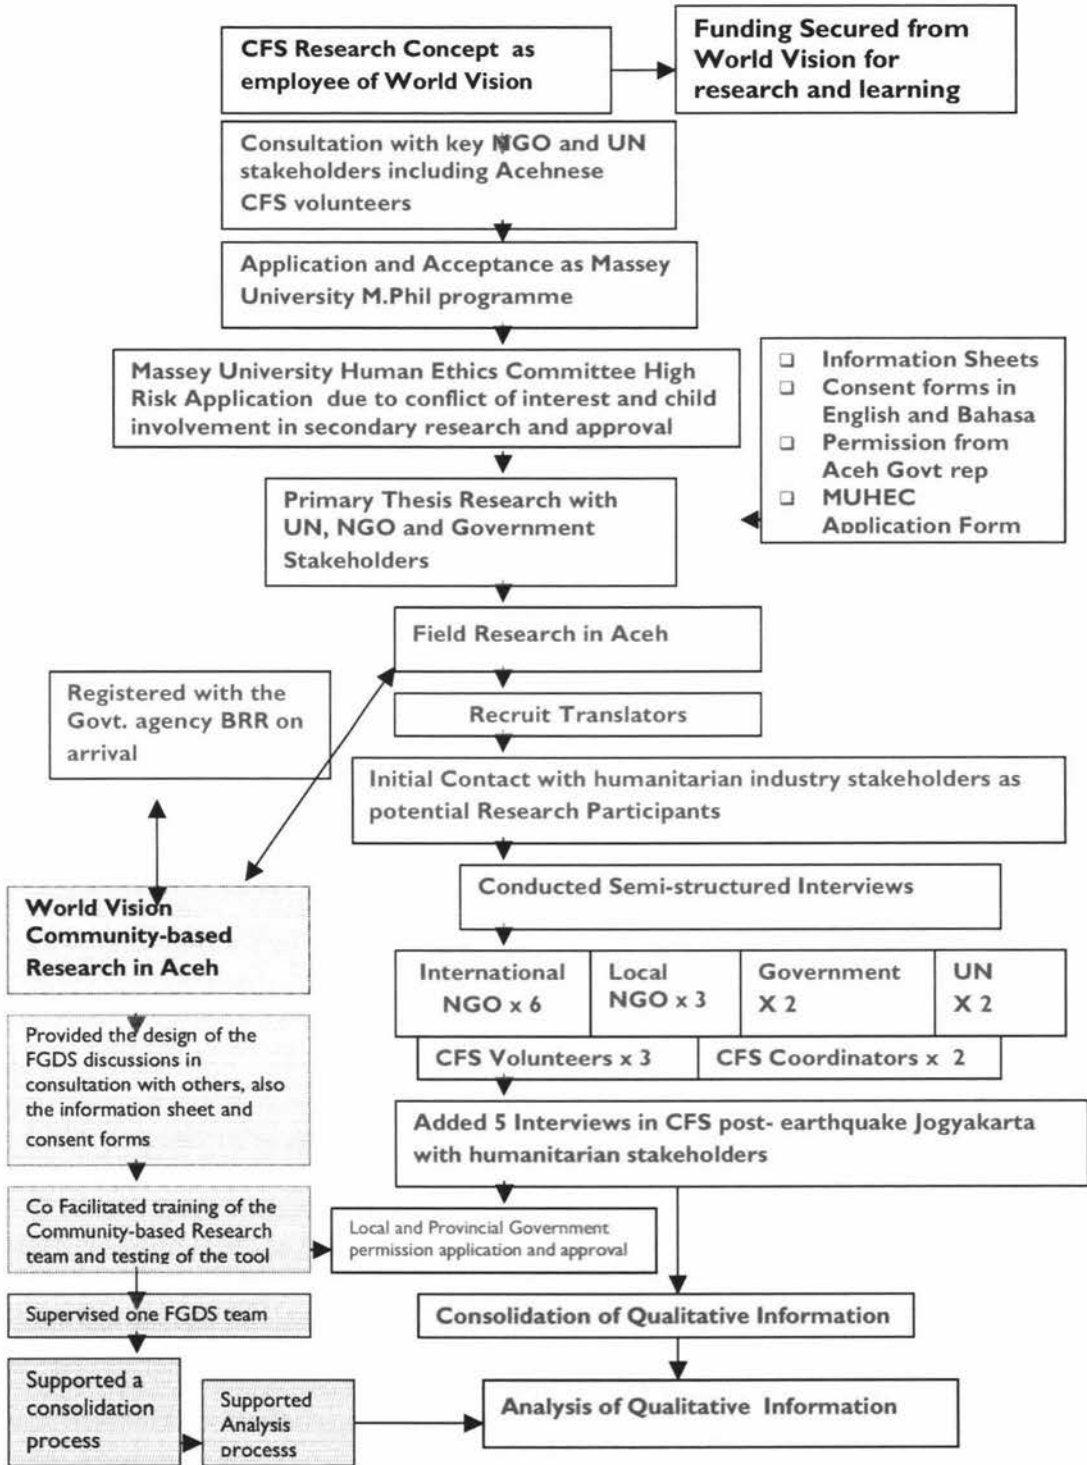 CFS Research Concept as
employee of World Vision
Funding Secured from
World Vision for
research and learning
Consultation with key NGO and UN
stakeholders including Acehnese
CFS volunteers
Application and Acceptance as Massey
University M.Phil programme
Massey University Human Ethics Committee High
Risk Application due to conflict of interest and child
involvement in secondary research and approval
❑ Information Sheets
❑ Consent forms in
English and Bahasa
❑ Permission from
Aceh Govt rep
❑ MUHEC
Application Form
Primary Thesis Research with
UN, NGO and Government
Stakeholders
Field Research in Aceh
Registered with the
Govt. agency BRR on
arrival
Recruit Translators
Initial Contact with humanitarian industry stakeholders as
potential Research Participants
Conducted Semi-structured Interviews
World Vision
Community-based
Research in Aceh
International
NGO x 6
Local
NGO x 3
Government
X 2
UN
X 2
CFS Volunteers x 3
CFS Coordinators x 2
Provided the design of the
FGDS discussions in
consultation with others, also
the information sheet and
consent forms
Added 5 Interviews in CFS post- earthquake Jogyakarta
with humanitarian stakeholders
Co Facilitated training of the
Community-based Research
team and testing of the tool
Local and Provincial Government
permission application and approval
Supervised one FGDS team
Consolidation of Qualitative Information
Supported a
consolidation
process
Supported
Analysis
processs
Analysis of Qualitative Information